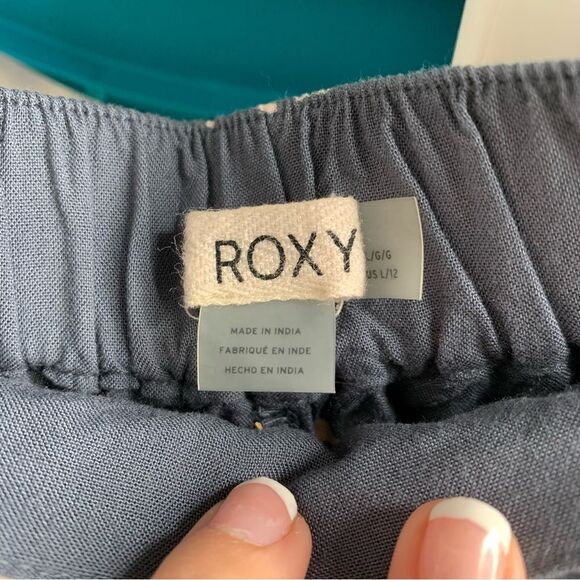 ROXY
L/G/G
US L/12
MADE IN INDIA
FABRIQUÉ EN INDE
HECHO EN INDIA